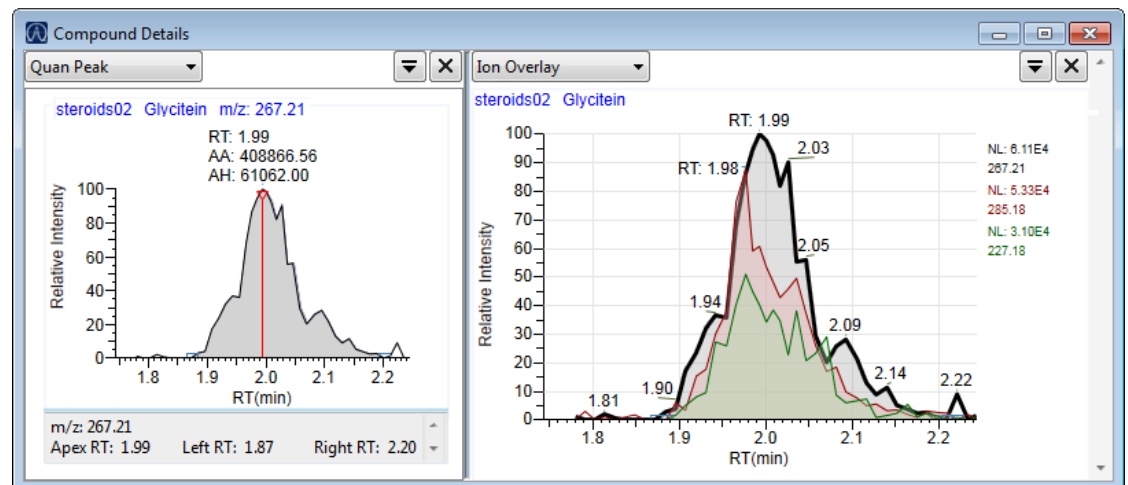 Compound Details
Quan Peak
steroids02 Glycitein m/z: 267.21
RT: 1.99
AA: 408866.56
AH: 61062.00
Relative Intensity
100
80
60
40
20
0
1.8 1.9 2.0 2.1 2.2
RT(min)
m/z: 267.21
Apex RT: 1.99 Left RT: 1.87 Right RT: 2.20
Ion Overlay
steroids02 Glycitein
RT: 1.99
2.03
RT: 1.98
2.05
1.94
2.09
1.90
2.14
1.81
2.22
Relative Intensity
100
90
80
70
60
50
40
30
20
10
0
1.8 1.9 2.0 2.1 2.2
RT(min)
NL: 6.11E4
267.21
NL: 5.33E4
285.18
NL: 3.10E4
227.18